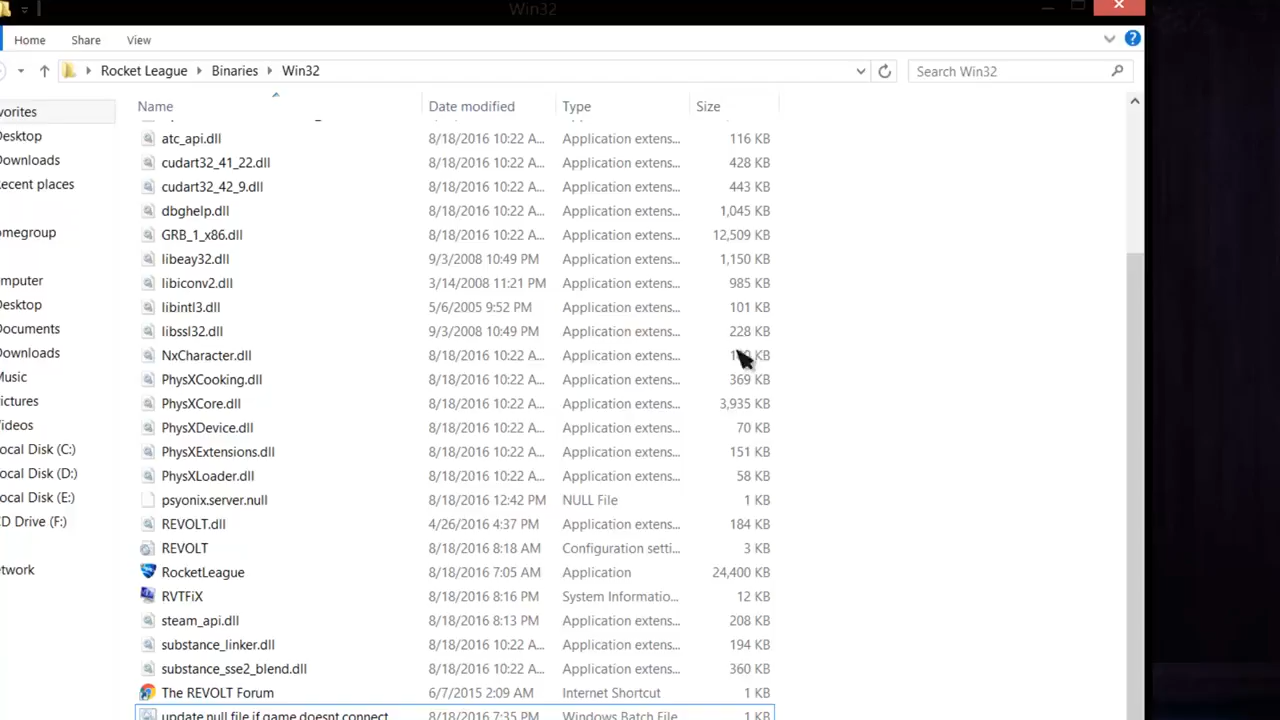 Win32
Home Share View
Rocket League Binaries Win32 Search Win32
Name Date modified Type Size
atc_api.dll 8/18/2016 10:22 A... Application extens... 116 KB
cudart32_41_22.dll 8/18/2016 10:22 A... Application extens... 428 KB
cudart32_42_9.dll 8/18/2016 10:22 A... Application extens... 443 KB
dbghelp.dll 8/18/2016 10:22 A... Application extens... 1,045 KB
GRB_1_x86.dll 8/18/2016 10:22 A... Application extens... 12,509 KB
libeay32.dll 9/3/2008 10:49 PM Application extens... 1,150 KB
libiconv2.dll 3/14/2008 11:21 PM Application extens... 985 KB
libintl3.dll 5/6/2005 9:52 PM Application extens... 101 KB
libssl32.dll 9/3/2008 10:49 PM Application extens... 228 KB
NxCharacter.dll 8/18/2016 10:22 A... Application extens... KB
PhysXCooking.dll 8/18/2016 10:22 A... Application extens... 369 KB
PhysXCore.dll 8/18/2016 10:22 A... Application extens... 3,935 KB
PhysXDevice.dll 8/18/2016 10:22 A... Application extens... 70 KB
PhysXExtensions.dll 8/18/2016 10:22 A... Application extens... 151 KB
PhysXLoader.dll 8/18/2016 10:22 A... Application extens... 58 KB
psyonix.server.null 8/18/2016 12:42 PM NULL File 1 KB
REVOLT.dll 4/26/2016 4:37 PM Application extens... 184 KB
REVOLT 8/18/2016 8:18 AM Configuration setti... 3 KB
RocketLeague 8/18/2016 7:05 AM Application 24,400 KB
RVTFiX 8/18/2016 8:16 PM System Informatio... 12 KB
steam_api.dll 8/18/2016 8:13 PM Application extens... 208 KB
substance_linker.dll 8/18/2016 10:22 A... Application extens... 194 KB
substance_sse2_blend.dll 8/18/2016 10:22 A... Application extens... 360 KB
The REVOLT Forum 6/7/2015 2:09 AM Internet Shortcut 1 KB
update null file if game doesnt connect 8/18/2016 7:35 PM Windows Batch File 1 KB
vorites
Desktop
Downloads
ecent places
omegroup
mputer
Desktop
Documents
Downloads
Music
ictures
ideos
ocal Disk (C:)
ocal Disk (D:)
ocal Disk (E:)
D Drive (F:)
etwork